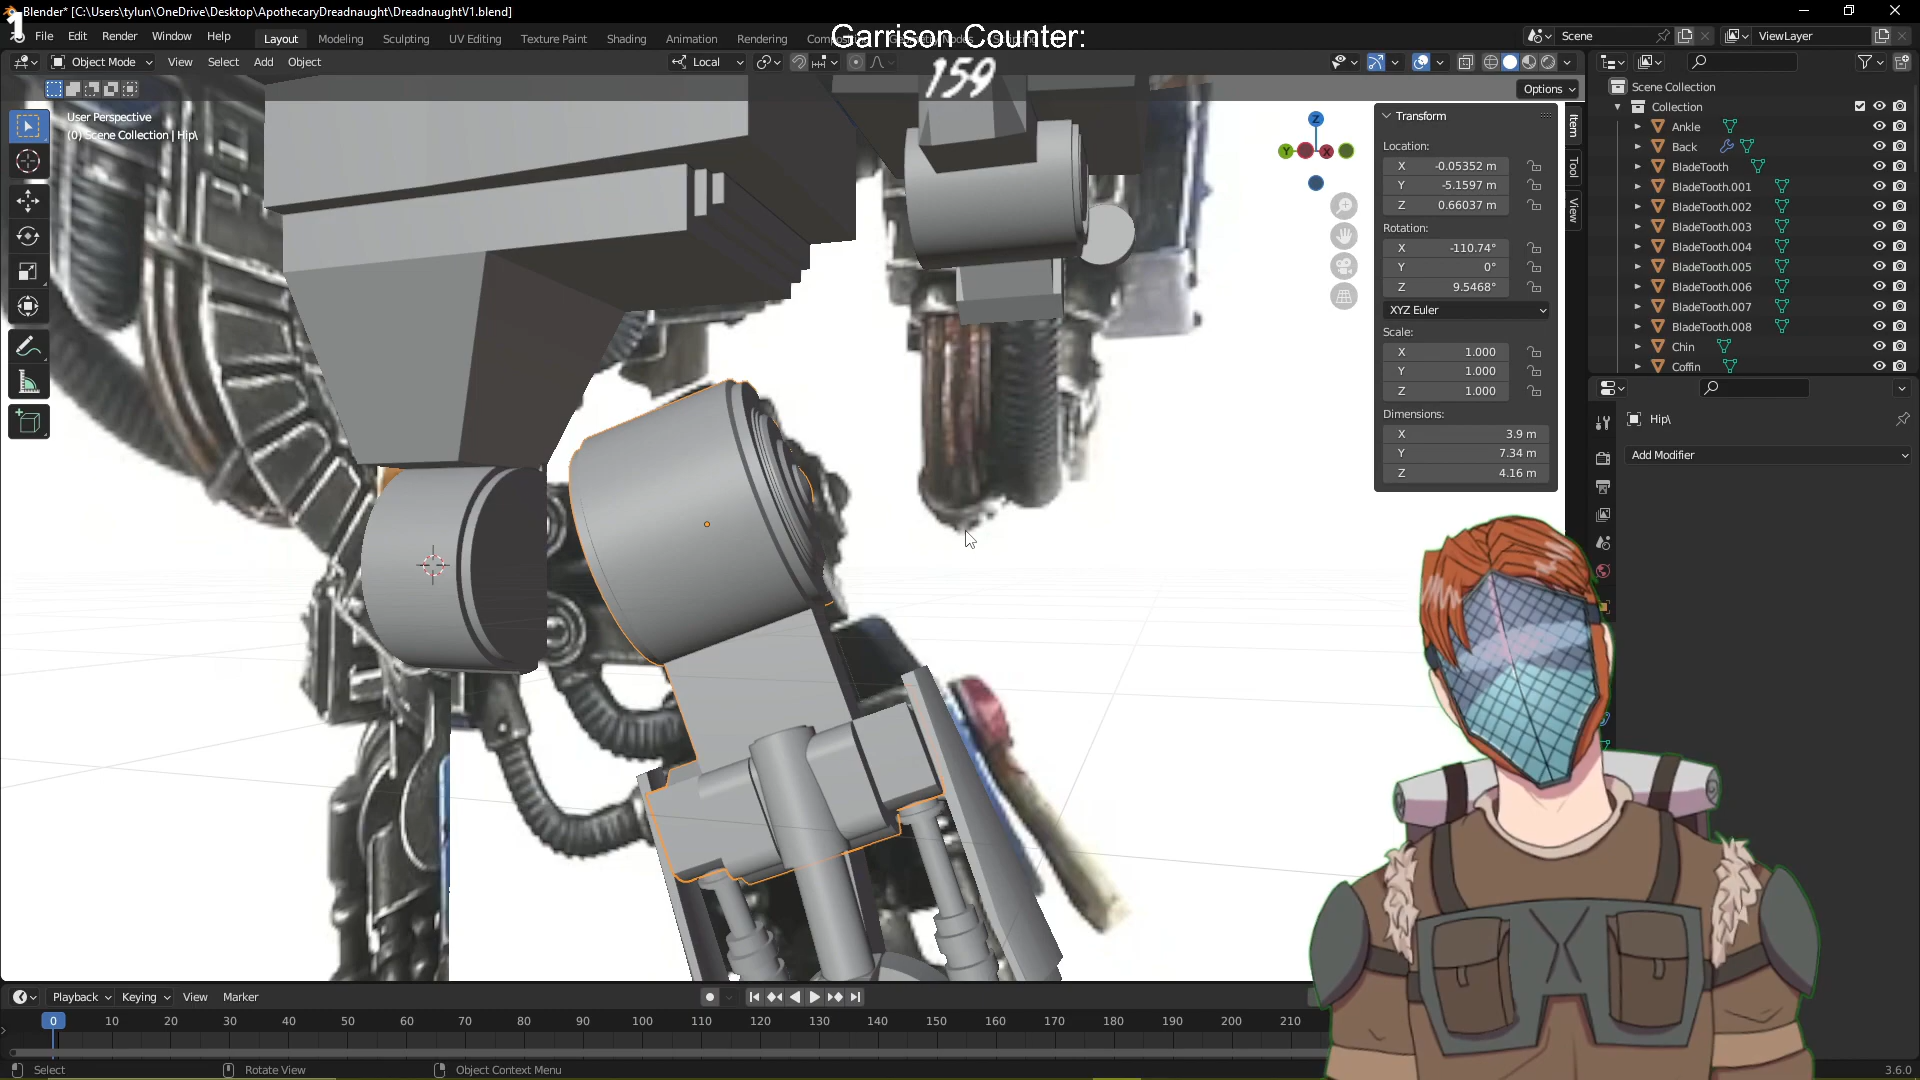 Blender* [C:\Users\tylun\OneDrive\Desktop\ApothecaryDreadnaught\DreadnaughtV1.blend]
1
File Edit Render Window Help
Layout Modeling Sculpting UV Editing Texture Paint Shading Animation Rendering
Garrison Counter:
159
Scene
ViewLayer
Object Mode View Select Add Object
Local
Options
User Perspective
(0) Scene Collection | Hip\
Z
Y
X
Transform
Location:
X -0.05352 m
Y -5.1597 m
Z 0.66037 m
Rotation:
X -110.74°
Y 0°
Z 9.5468°
XYZ Euler
Scale:
X 1.000
Y 1.000
Z 1.000
Dimensions:
X 3.9 m
Y 7.34 m
Z 4.16 m
Item
Tool
View
Scene Collection
Collection
Ankle
Back
BladeTooth
BladeTooth.001
BladeTooth.002
BladeTooth.003
BladeTooth.004
BladeTooth.005
BladeTooth.006
BladeTooth.007
BladeTooth.008
Chin
Coffin
Hip\
Add Modifier
Playback Keying View Marker
0 10 20 30 40 50 60 70 80 90 100 110 120 130 140 150 160 170 180 190 200 210
Select Rotate View Object Context Menu
3.6.0